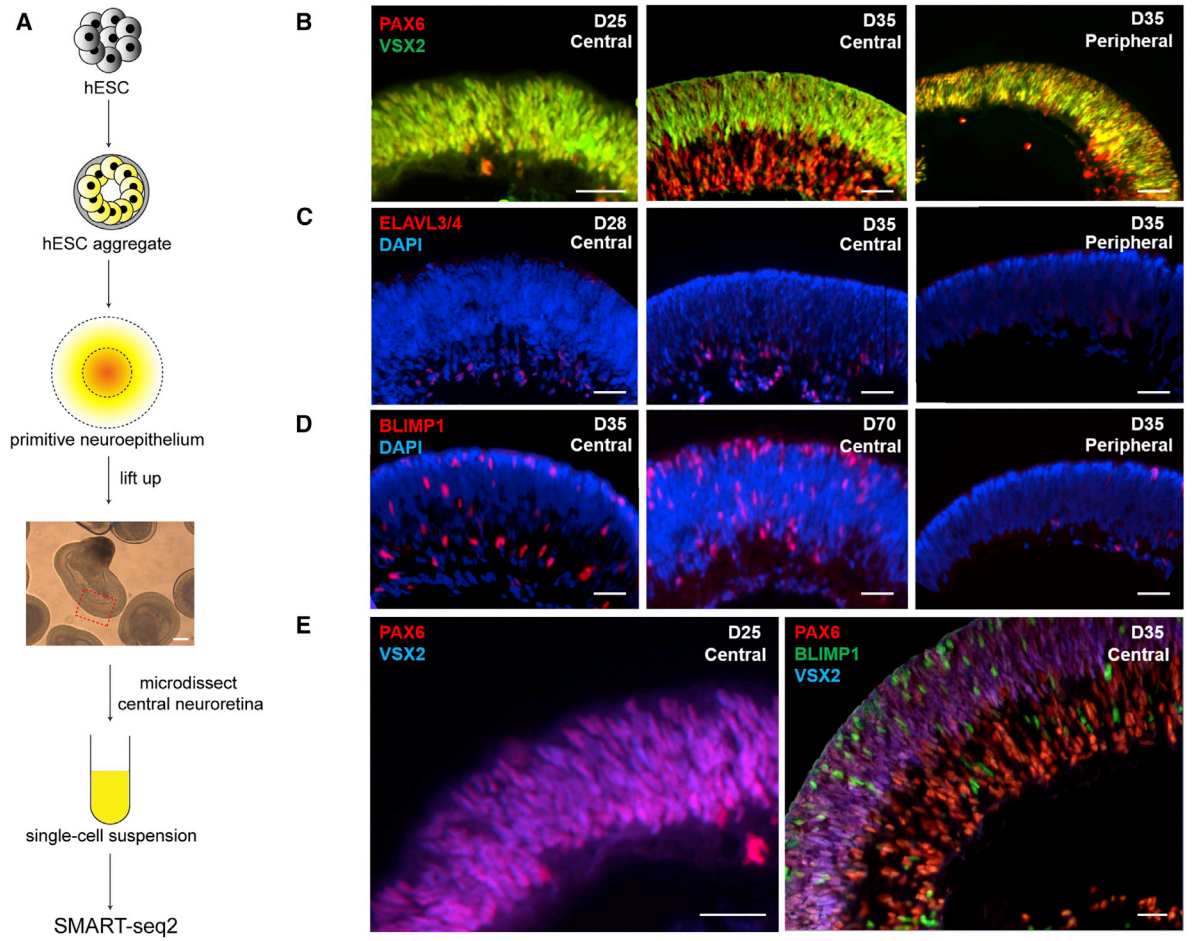 A
hESC
hESC aggregate
primitive neuroepithelium
lift up
microdissect
central neuroretina
single-cell suspension
SMART-seq2
B
PAX6
VSX2
D25
Central
D35
Central
D35
Peripheral
C
ELAVL3/4
DAPI
D28
Central
D35
Central
D35
Peripheral
D
BLIMP1
DAPI
D35
Central
D70
Central
D35
Peripheral
E
PAX6
VSX2
D25
Central
PAX6
BLIMP1
VSX2
D35
Central